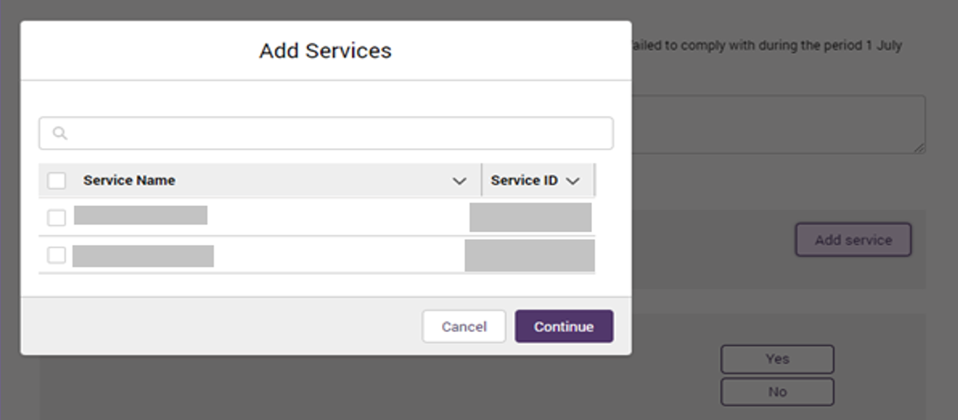 Add Services
ailed to comply with during the period 1 July
Service Name Service ID
Add service
Cancel Continue
Yes
No